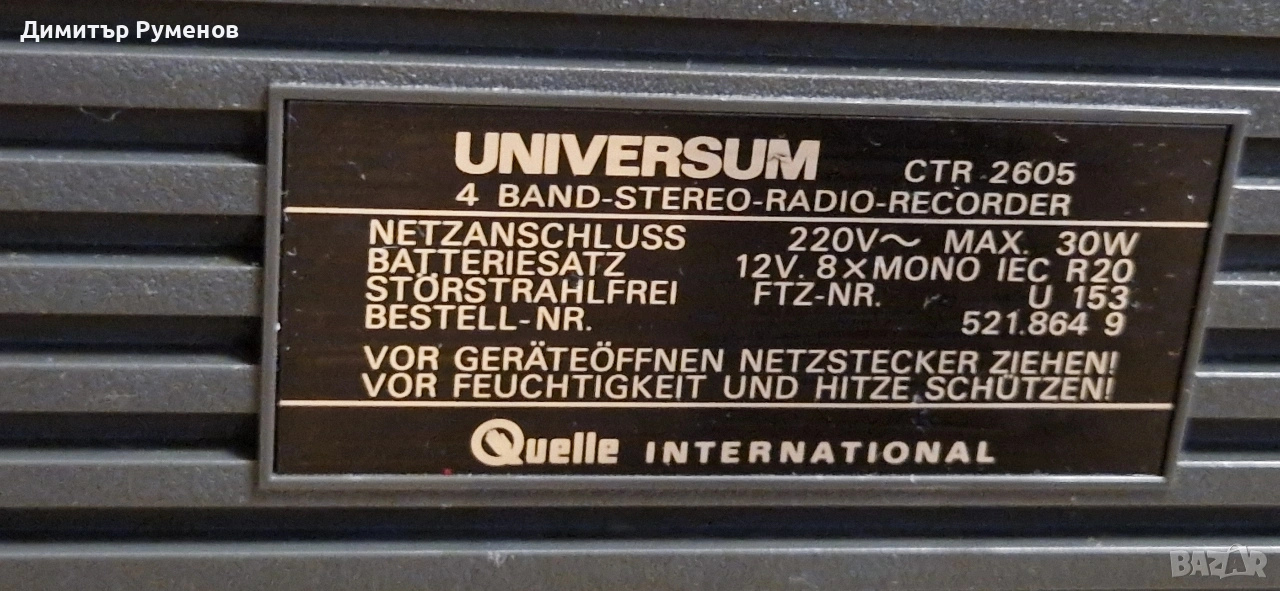 Димитър Руменов
UNIVERSUM CTR 2605
4 BAND-STEREO-RADIO-RECORDER
NETZANSCHLUSS 220V~ MAX. 30W
BATTERIESATZ 12V. 8×MONO IEC R20
STÖRSTRAHLFREI FTZ-NR. U 153
BESTELL-NR. 521.864 9
VOR GERÄTEÖFFNEN NETZSTECKER ZIEHEN!
VOR FEUCHTIGKEIT UND HITZE SCHÜTZEN!
Quelle INTERNATIONAL
BAZAR